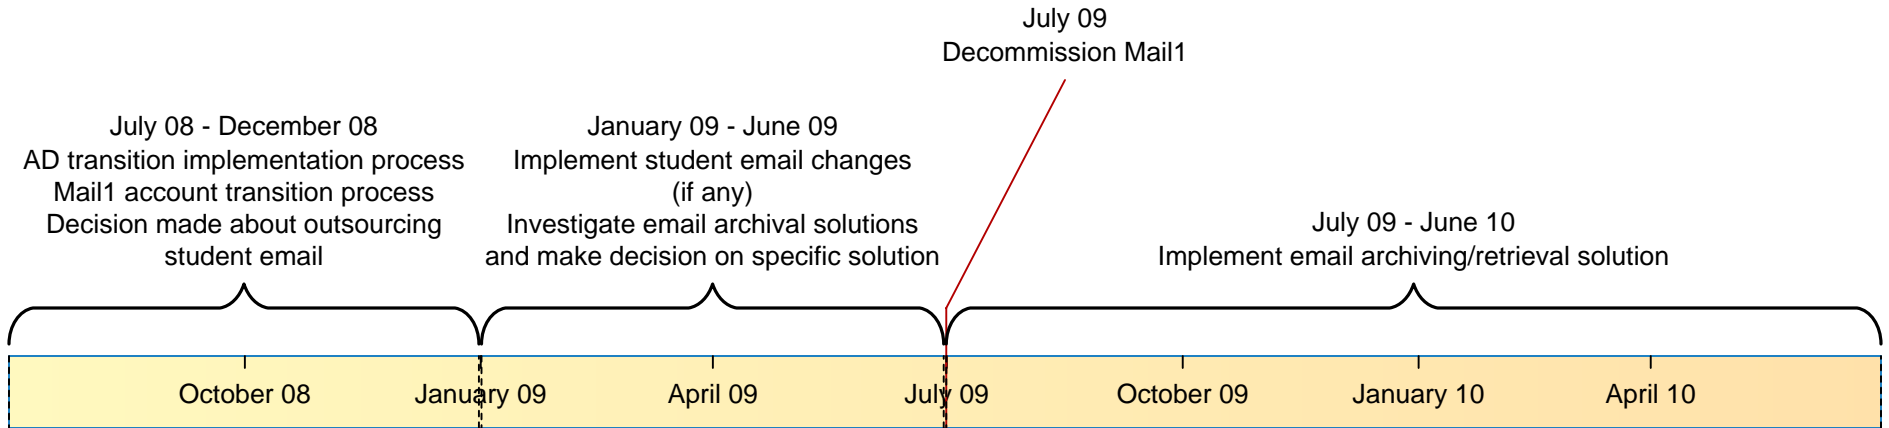 July 09
Decommission Mail1
July 08 - December 08
AD transition implementation process
Mail1 account transition process
Decision made about outsourcing
student email
January 09 - June 09
Implement student email changes
(if any)
Investigate email archival solutions
and make decision on specific solution
July 09 - June 10
Implement email archiving/retrieval solution
October 08
January 09
April 09
July 09
October 09
January 10
April 10